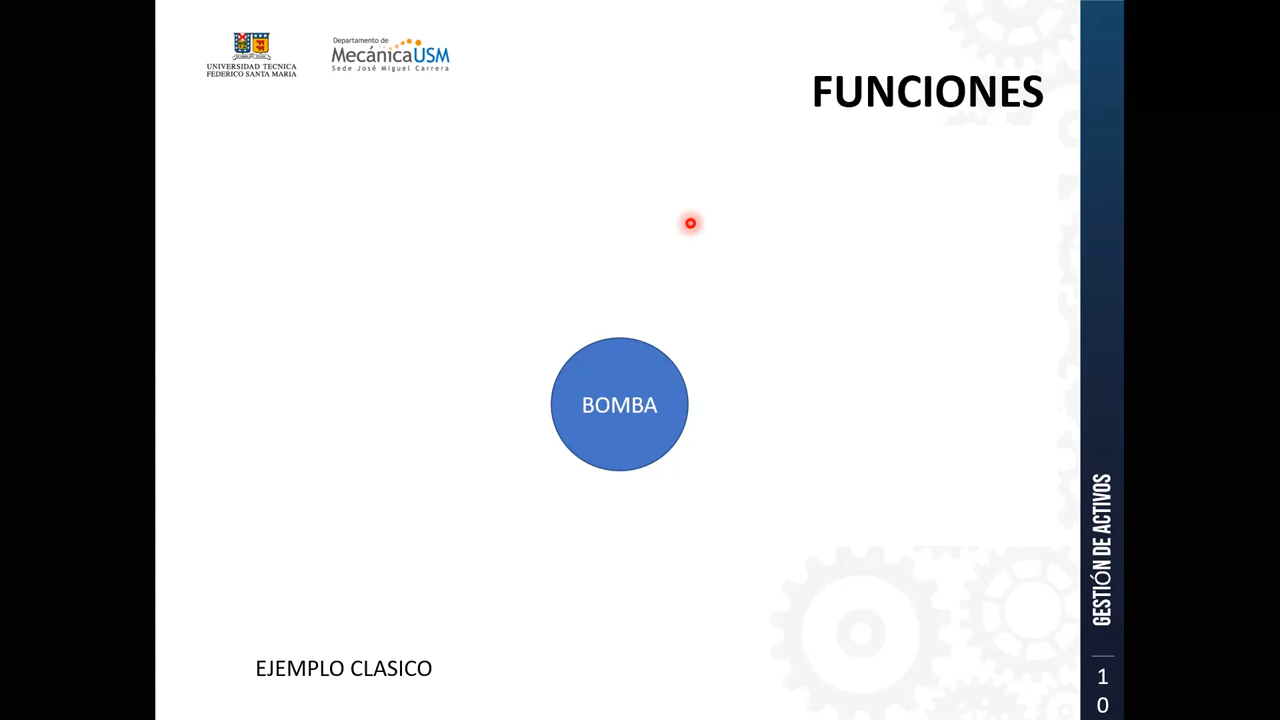 UNIVERSIDAD TECNICA
FEDERICO SANTA MARIA
Departamento de
MecánicaUSM
Sede José Miguel Carrera
FUNCIONES
BOMBA
EJEMPLO CLASICO
GESTIÓN DE ACTIVOS
1
0